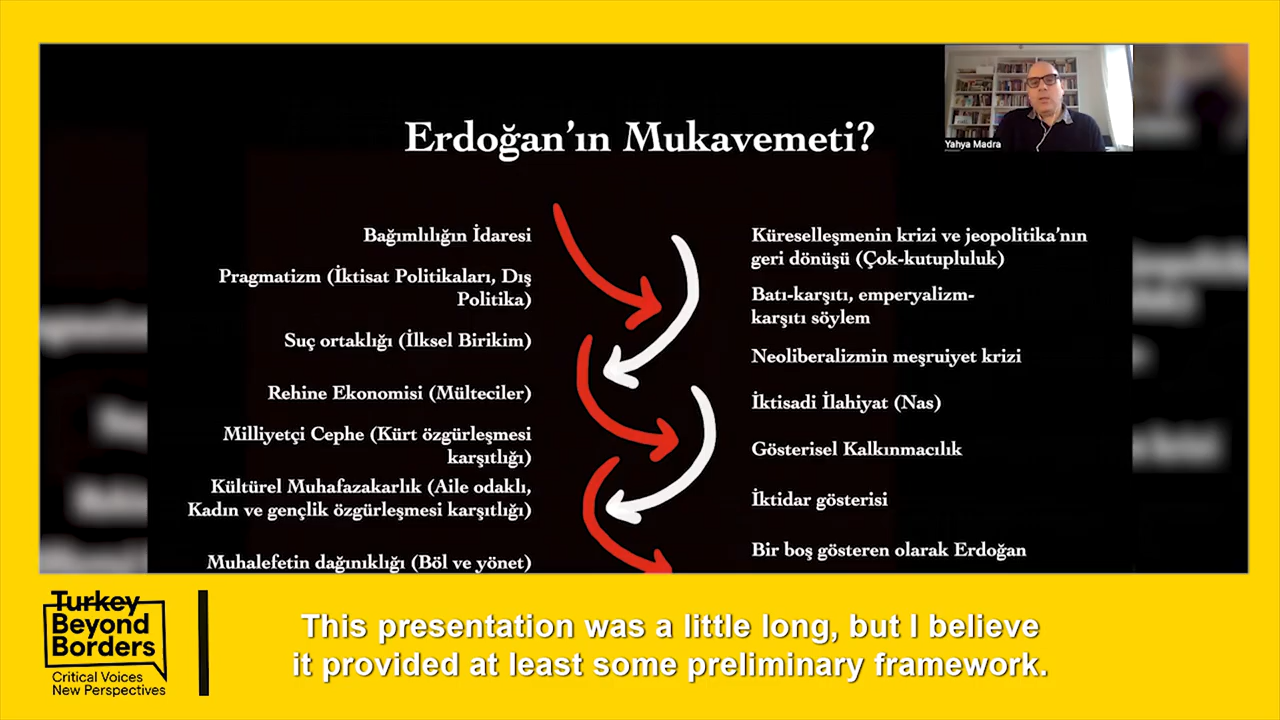 Erdoğan’ın Mukavemeti?
Yahya Madra
Bağımlılığın İdaresi
Pragmatizm (İktisat Politikaları, Dış
Politika)
Suç ortaklığı (İlksel Birikim)
Rehine Ekonomisi (Mülteciler)
Milliyetçi Cephe (Kürt özgürleşmesi
karşıtlığı)
Kültürel Muhafazakarlık (Aile odaklı,
Kadın ve gençlik özgürleşmesi karşıtlığı)
Muhalefetin dağınıklığı (Böl ve yönet)
Küreselleşmenin krizi ve jeopolitika’nın
geri dönüşü (Çok-kutupluluk)
Batı-karşıtı, emperyalizm-
karşıtı söylem
Neoliberalizmin meşruiyet krizi
İktisadi İlahiyat (Nas)
Gösterisel Kalkınmacılık
İktidar gösterisi
Bir boş gösteren olarak Erdoğan
Turkey
Beyond
Borders
Critical Voices
New Perspectives
This presentation was a little long, but I believe
it provided at least some preliminary framework.